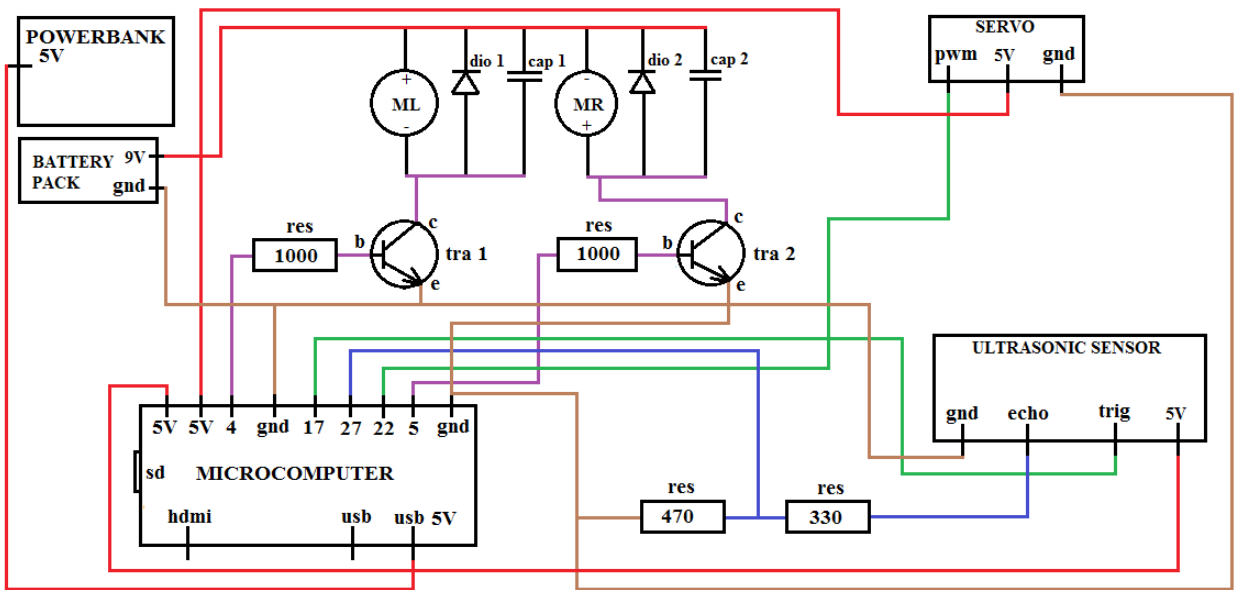 POWERBANK
5V
BATTERY 9V
PACK gnd
+
ML
-
dio 1
cap 1
-
MR
+
dio 2
cap 2
SERVO
pwm 5V gnd
res
1000
b
c
e
tra 1
res
1000
b
c
e
tra 2
ULTRASONIC SENSOR
gnd echo trig 5V
5V 5V 4 gnd 17 27 22 5 gnd
sd
MICROCOMPUTER
hdmi usb usb 5V
res
470
res
330